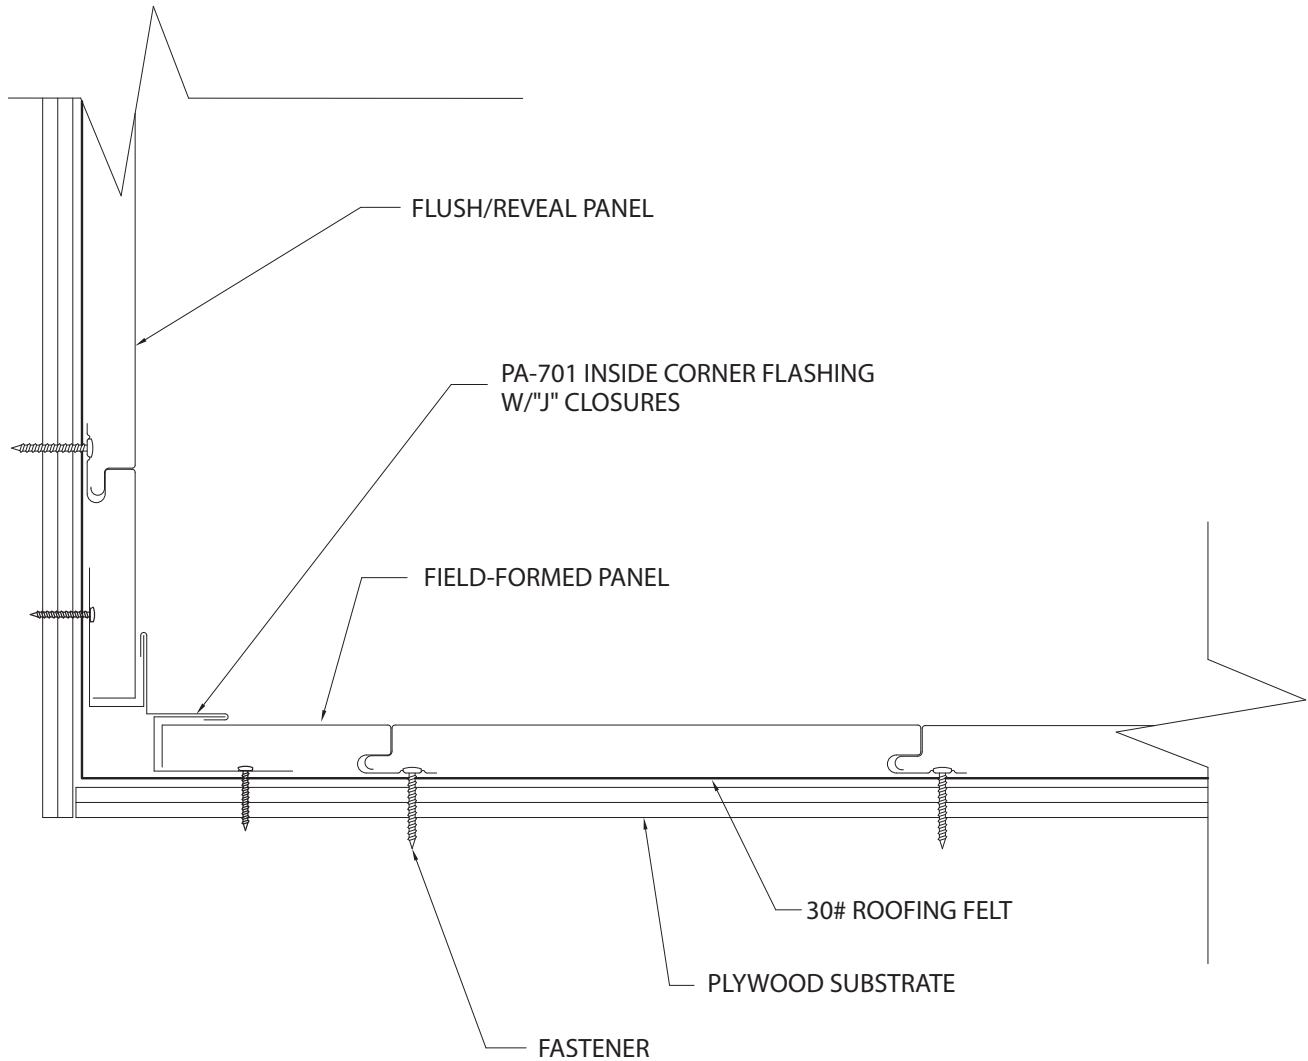 FLUSH/REVEAL PANEL
PA-701 INSIDE CORNER FLASHING
W/"J" CLOSURES
FIELD-FORMED PANEL
30# ROOFING FELT
PLYWOOD SUBSTRATE
FASTENER